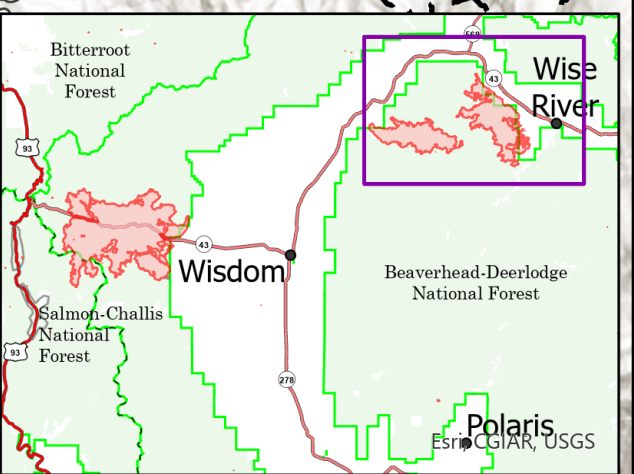 Bitterroot
National
Forest
569
43
Wise
River
93
43
Wisdom
Beaverhead-Deerlodge
National Forest
Salmon-Challis
National
Forest
93
278
Polaris
Esri, CGIAR, USGS